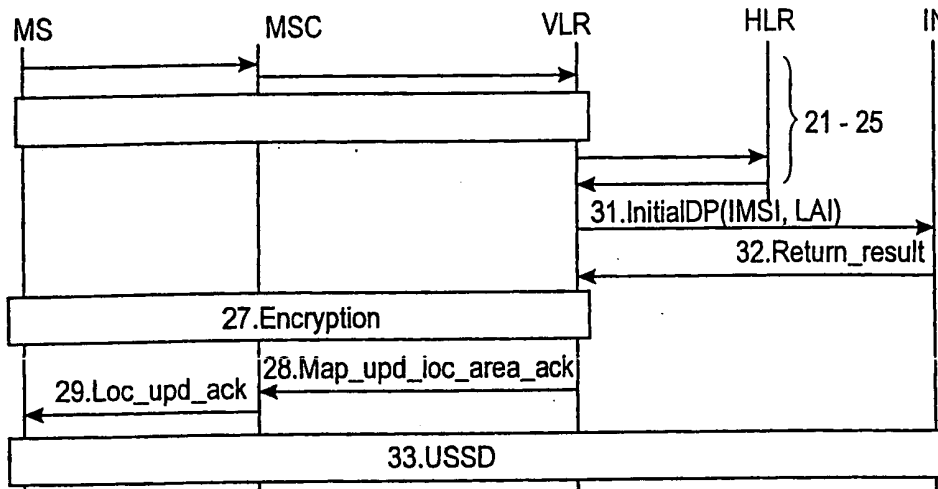 MS MSC VLR HLR IN
21 - 25
31.InitialDP(IMSI, LAI)
32.Return_result
27.Encryption
28.Map_upd_loc_area_ack
29.Loc_upd_ack
33.USSD